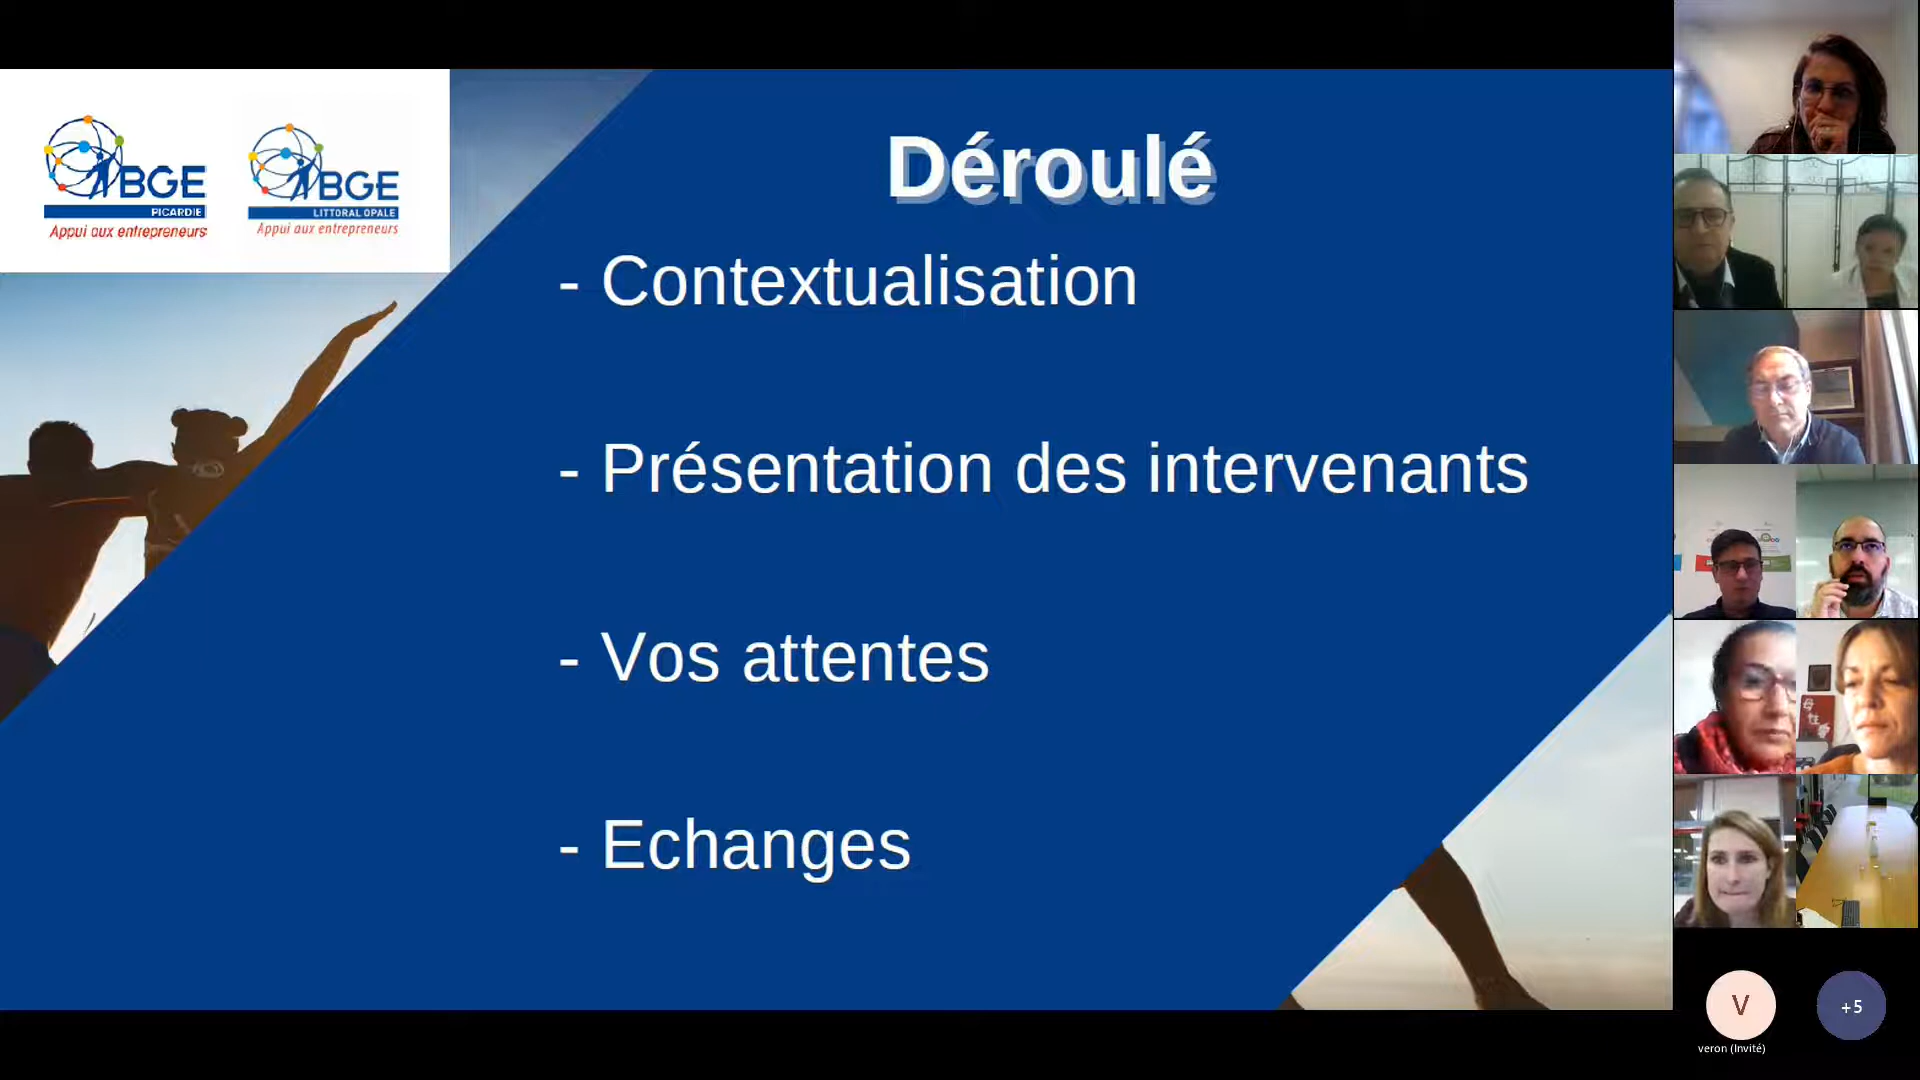 BGE
PICARDIE
Appui aux entrepreneurs
BGE
LITTORAL OPALE
Appui aux entrepreneurs
Déroulé
- Contextualisation
- Présentation des intervenants
- Vos attentes
- Echanges
V
+5
veron (Invité)